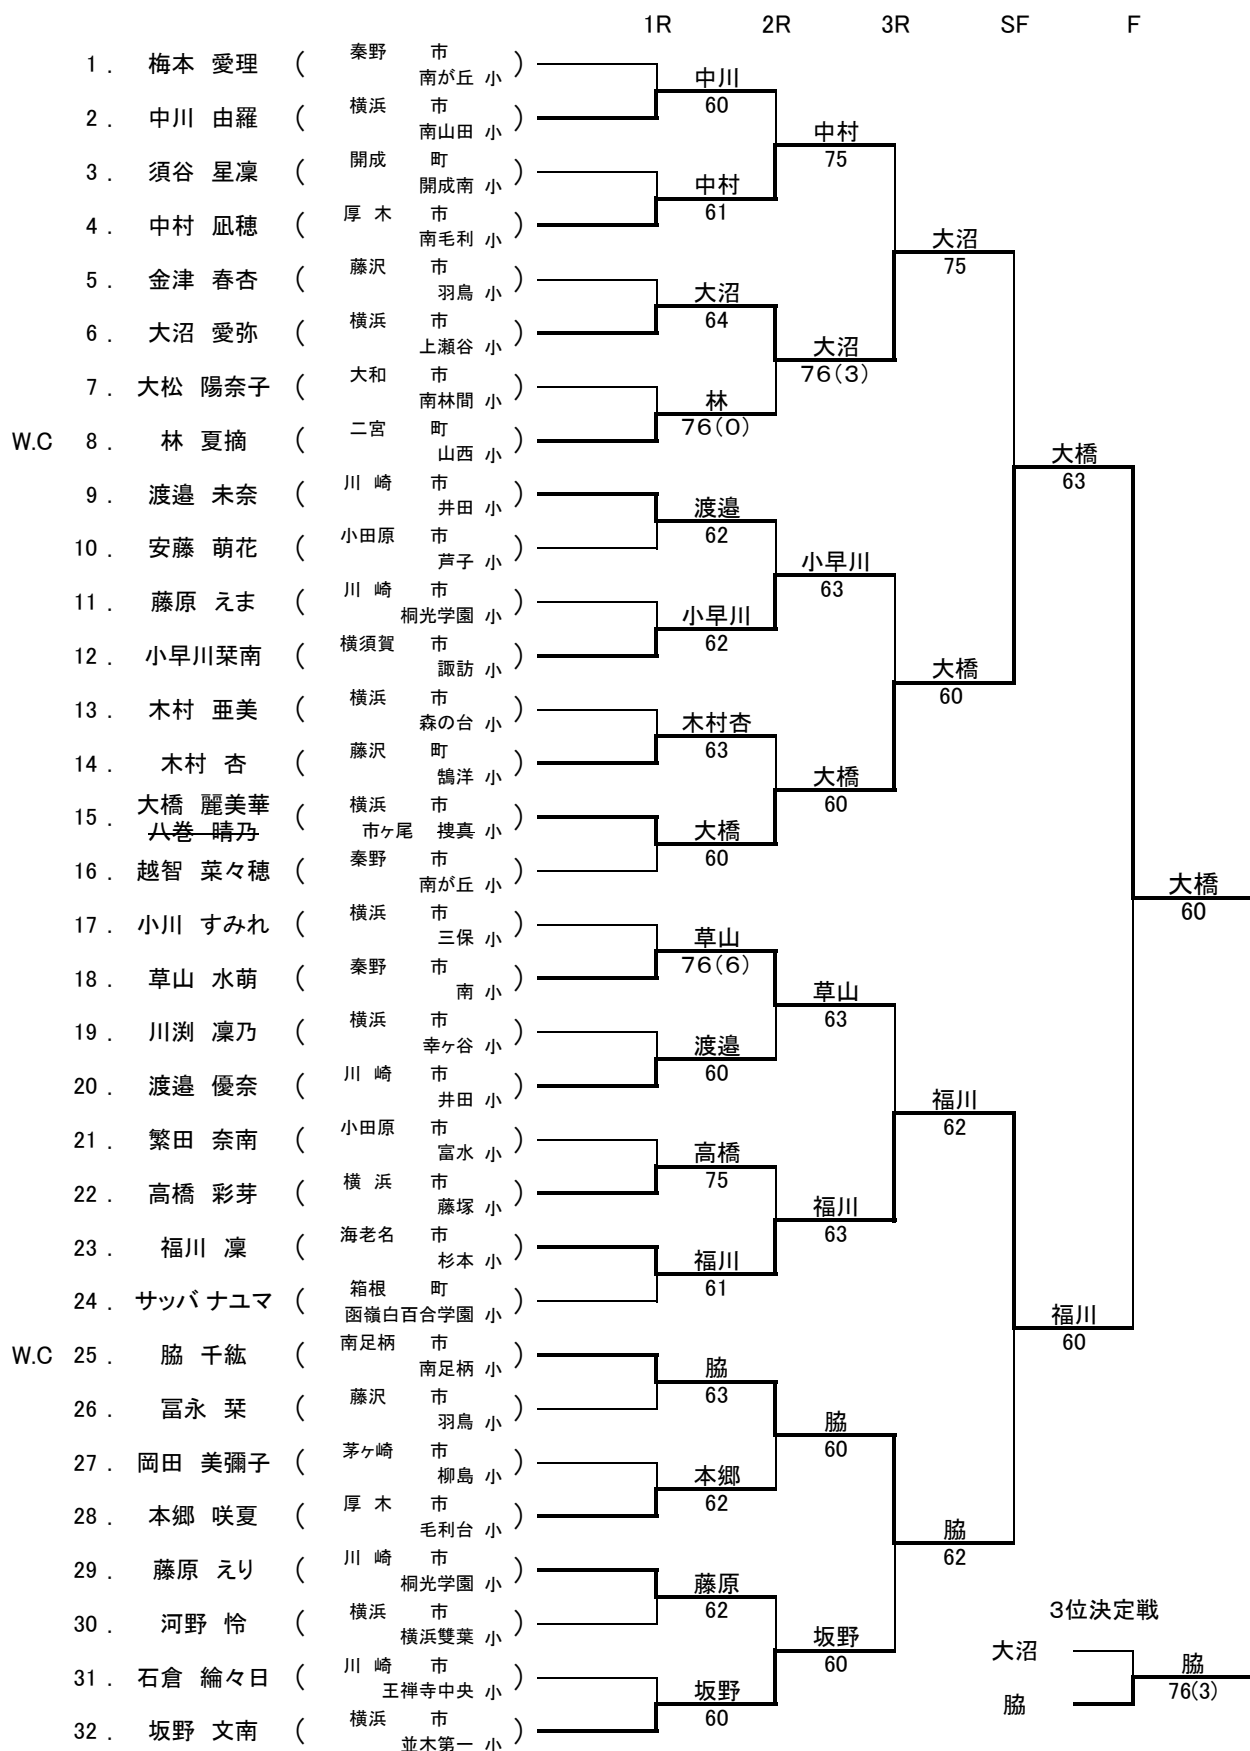 1R 2R 3R SF F
1 . 梅本 愛理 ( 秦野 市 南が丘 小 )
中川
60
2 . 中川 由羅 ( 横浜 市 南山田 小 )
中村
75
3 . 須谷 星凜 ( 開成 町 開成南 小 )
中村
61
4 . 中村 凪穂 ( 厚木 市 南毛利 小 )
大沼
75
5 . 金津 春杏 ( 藤沢 市 羽鳥 小 )
大沼
64
6 . 大沼 愛弥 ( 横浜 市 上瀬谷 小 )
大沼
76(3)
7 . 大松 陽奈子 ( 大和 市 南林間 小 )
林
76(0)
W.C 8 . 林 夏摘 ( 二宮 町 山西 小 )
大橋
63
9 . 渡邉 未奈 ( 川崎 市 井田 小 )
渡邉
62
10 . 安藤 萌花 ( 小田原 市 芦子 小 )
小早川
63
11 . 藤原 えま ( 川崎 市 桐光学園 小 )
小早川
62
12 . 小早川栞南 ( 横須賀 市 諏訪 小 )
大橋
60
13 . 木村 亜美 ( 横浜 市 森の台 小 )
木村杏
63
14 . 木村 杏 ( 藤沢 町 鵠洋 小 )
大橋
60
15 . 大橋 麗美華 八巻 晴乃 ( 横浜 市 市ヶ尾 捜真 小 )
大橋
60
16 . 越智 菜々穂 ( 秦野 市 南が丘 小 )
大橋
60
17 . 小川 すみれ ( 横浜 市 三保 小 )
草山
76(6)
18 . 草山 水萌 ( 秦野 市 南 小 )
草山
63
19 . 川渕 凜乃 ( 横浜 市 幸ヶ谷 小 )
渡邉
60
20 . 渡邉 優奈 ( 川崎 市 井田 小 )
福川
62
21 . 繁田 奈南 ( 小田原 市 富水 小 )
高橋
75
22 . 高橋 彩芽 ( 横浜 市 藤塚 小 )
福川
63
23 . 福川 凜 ( 海老名 市 杉本 小 )
福川
61
24 . サッバ ナユマ ( 箱根 町 函嶺白百合学園 小 )
福川
60
W.C 25 . 脇 千紘 ( 南足柄 市 南足柄 小 )
脇
63
26 . 冨永 栞 ( 藤沢 市 羽鳥 小 )
脇
60
27 . 岡田 美彌子 ( 茅ヶ崎 市 柳島 小 )
本郷
62
28 . 本郷 咲夏 ( 厚木 市 毛利台 小 )
脇
62
29 . 藤原 えり ( 川崎 市 桐光学園 小 )
藤原
62
30 . 河野 怜 ( 横浜 市 横浜雙葉 小 )
坂野
60
31 . 石倉 綸々日 ( 川崎 市 王禅寺中央 小 )
坂野
60
32 . 坂野 文南 ( 横浜 市 並木第一 小 )
3位決定戦
大沼
脇
76(3)
脇